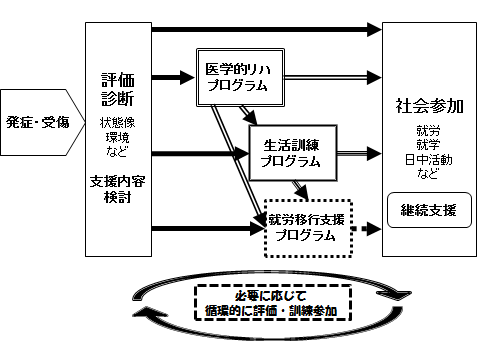 発症・受傷
評価
診断
状態像
環境
など
支援内容
検討
医学的リハ
プログラム
生活訓練
プログラム
就労移行支援
プログラム
社会参加
就労
就学
日中活動
など
継続支援
必要に応じて
循環的に評価・訓練参加